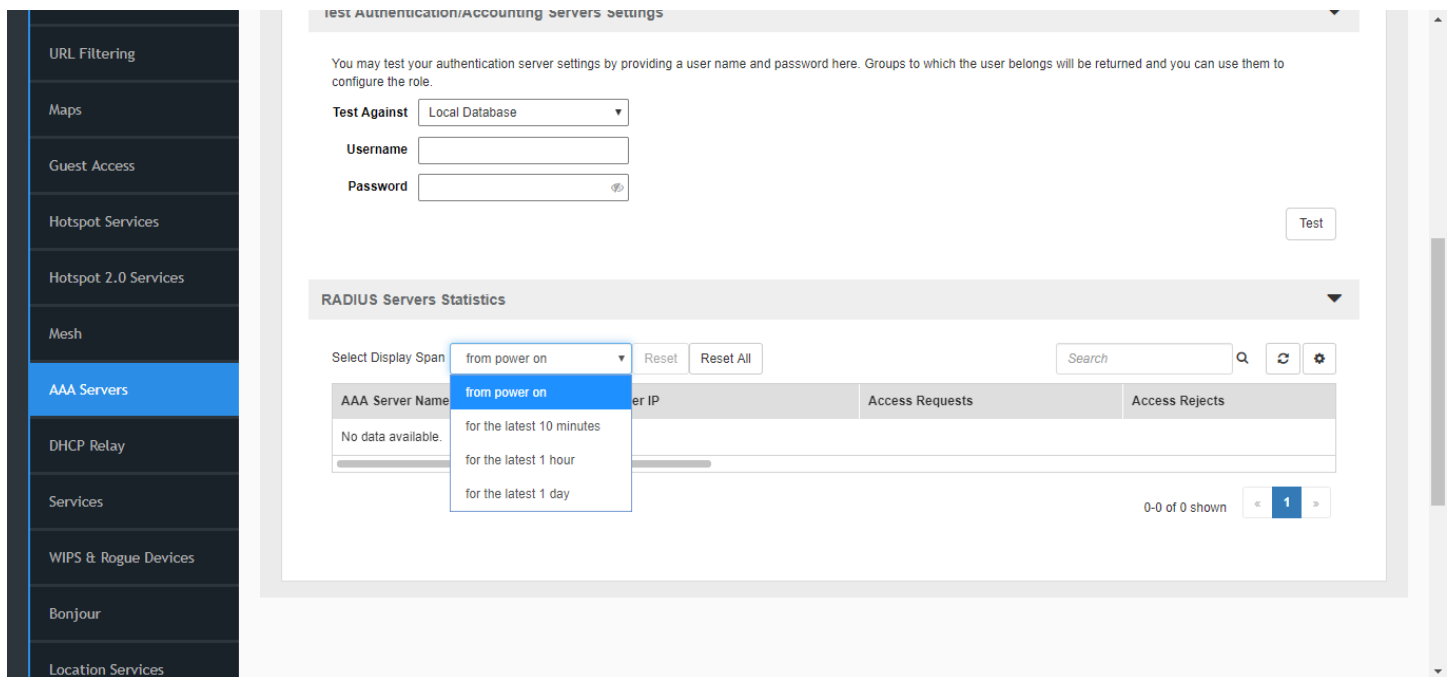 URL Filtering
Maps
Guest Access
Hotspot Services
Hotspot 2.0 Services
Mesh
AAA Servers
DHCP Relay
Services
WIPS & Rogue Devices
Bonjour
Location Services
Test Authentication/Accounting Servers Settings
You may test your authentication server settings by providing a user name and password here. Groups to which the user belongs will be returned and you can use them to
configure the role.
Test Against Local Database
Username
Password
Test
RADIUS Servers Statistics
Select Display Span from power on Reset Reset All Search
from power on
for the latest 10 minutes
for the latest 1 hour
for the latest 1 day
AAA Server Name er IP Access Requests Access Rejects
No data available.
0-0 of 0 shown « 1 »